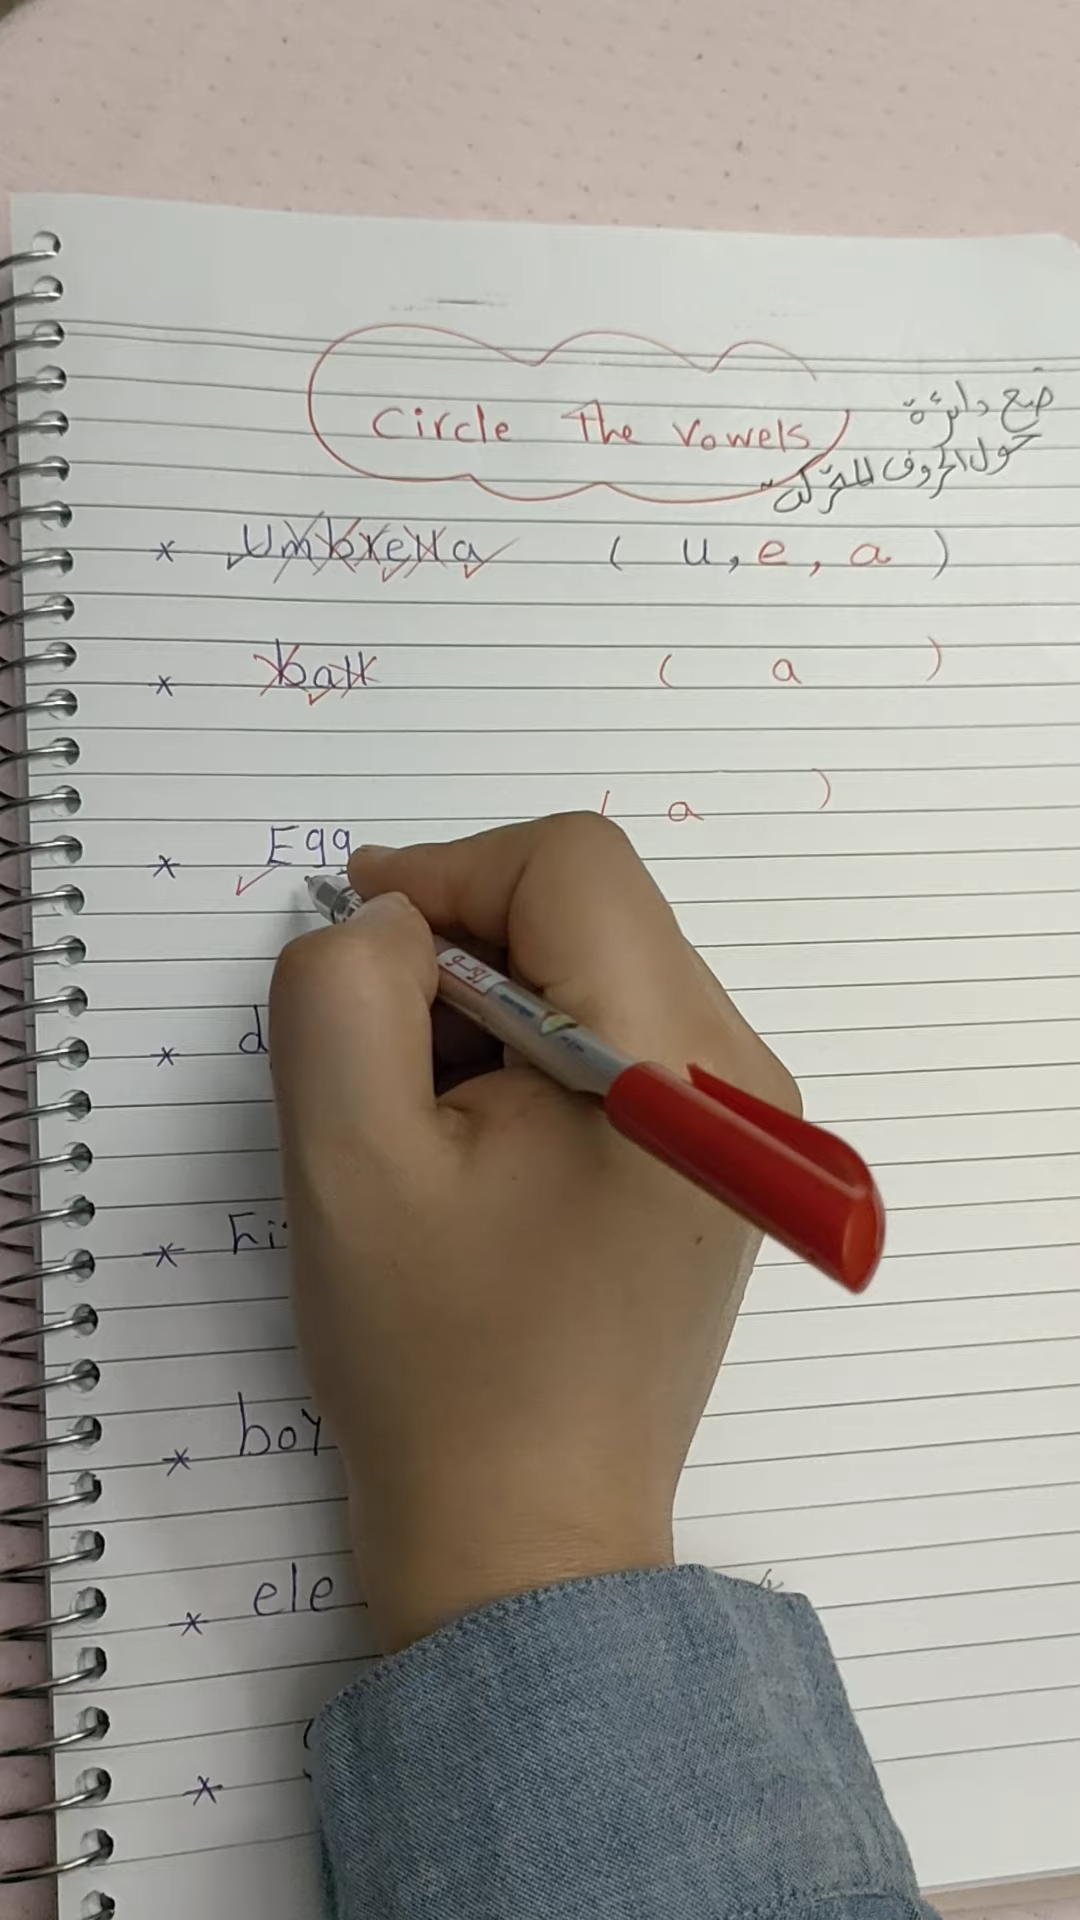 Circle The Vowels
ضع دائرة
حول الحروف المتحركة
* Umbrella ( u, e, a )
* ball ( a )
* Egg ( a )
* d
*
* boy
* ele
*